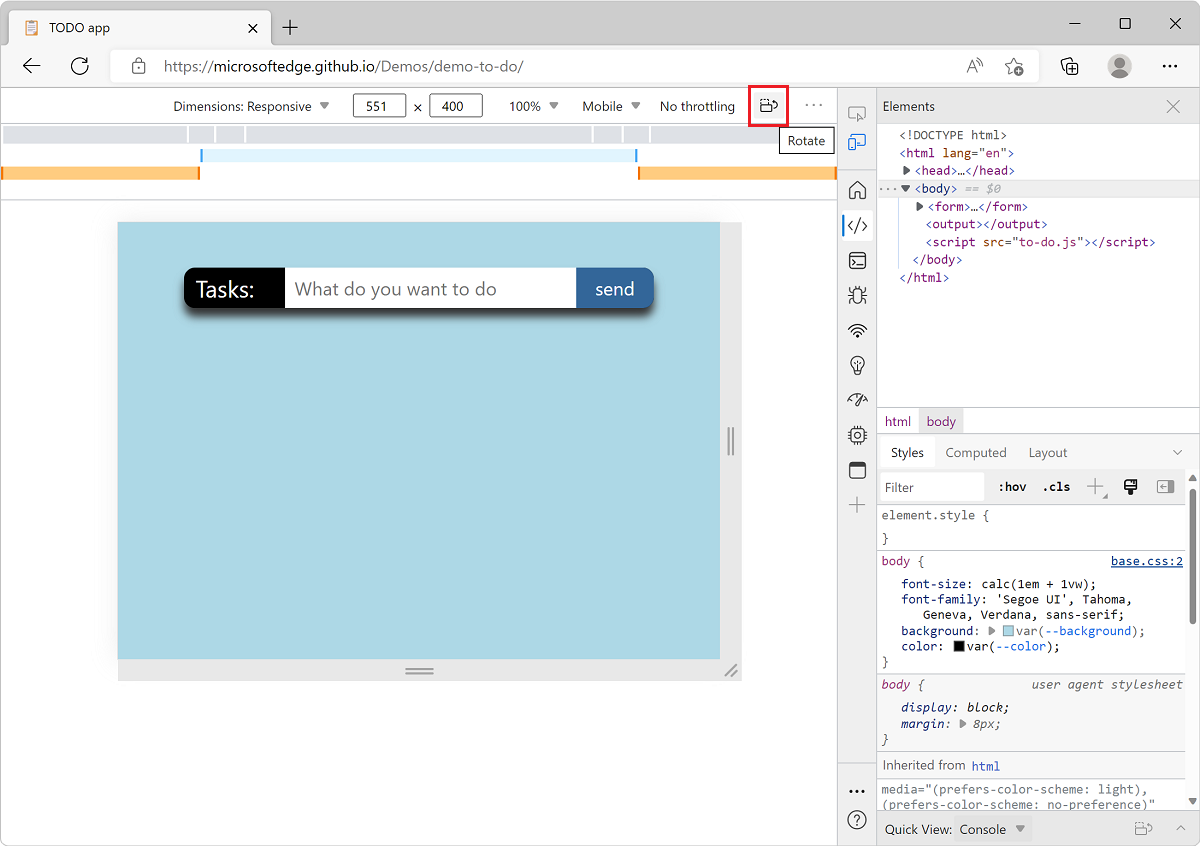 TODO app
https://microsoftedge.github.io/Demos/demo-to-do/
Dimensions: Responsive 551 × 400 100% Mobile No throttling
Rotate
Tasks: What do you want to do send
Elements
<!DOCTYPE html>
<html lang="en">
<head>…</head>
<body> == $0
<form>…</form>
<output></output>
<script src="to-do.js"></script>
</body>
</html>
html body
Styles Computed Layout
Filter :hov .cls
element.style {
}
body { base.css:2
font-size: calc(1em + 1vw);
font-family: 'Segoe UI', Tahoma,
Geneva, Verdana, sans-serif;
background: var(--background);
color: var(--color);
}
body { user agent stylesheet
display: block;
margin: 8px;
}
Inherited from html
media="(prefers-color-scheme: light),
(prefers-color-scheme: no-preference)"
Quick View: Console